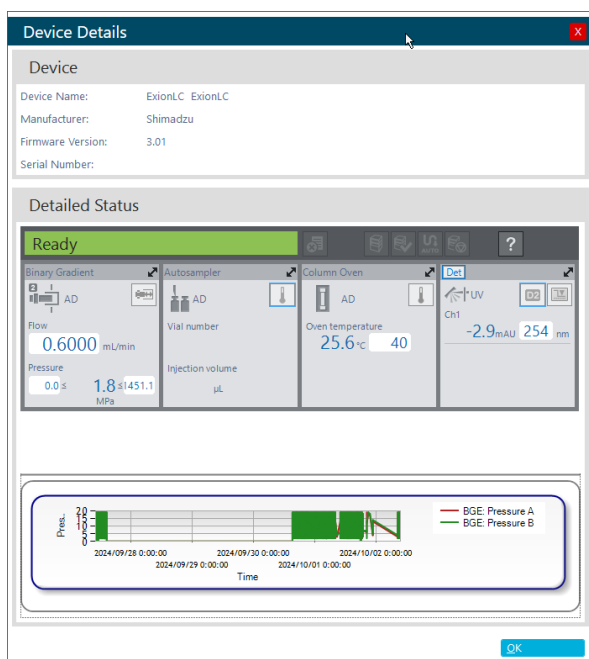 Device Details
X
Device
Device Name: ExionLC ExionLC
Manufacturer: Shimadzu
Firmware Version: 3.01
Serial Number:
Detailed Status
Ready
AUTO
?
Binary Gradient
Autosampler
Column Oven
Det
B
AD
AD
AD
UV
D2
Flow
0.6000 mL/min
Vial number
Oven temperature
25.6 °C 40
Ch1
-2.9 mAU 254 nm
Pressure
0.0 ≤ 1.8 ≤ 1451.1
MPa
Injection volume
µL
Pres..
20
15
10
5
0
2024/09/28 0:00:00 2024/09/30 0:00:00 2024/10/02 0:00:00
2024/09/29 0:00:00 2024/10/01 0:00:00
Time
BGE: Pressure A
BGE: Pressure B
OK